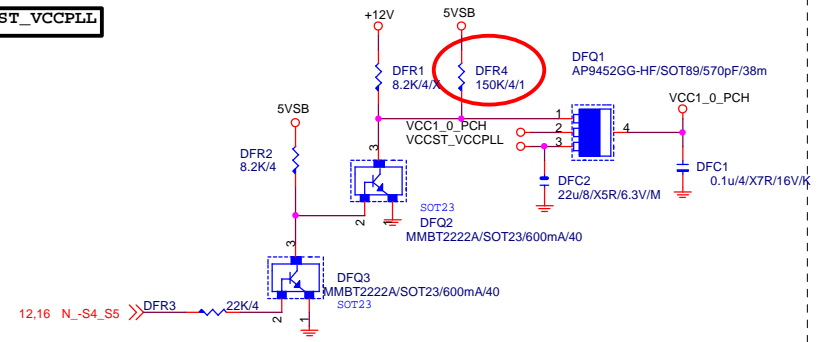 ST_VCCPLL
+12V
5VSB
DFR1
8.2K/4/X
DFR4
150K/4/1
DFQ1
AP9452GG-HF/SOT89/570pF/38m
VCC1_0_PCH
5VSB
VCC1_0_PCH
VCCST_VCCPLL
1
2
3
4
DFR2
8.2K/4
3
2
1
SOT23
DFQ2
MMBT2222A/SOT23/600mA/40
DFC2
22u/8/X5R/6.3V/M
DFC1
0.1u/4/X7R/16V/K
3
2
1
DFQ3
MMBT2222A/SOT23/600mA/40
SOT23
12,16 N_-S4_S5
DFR3
22K/4